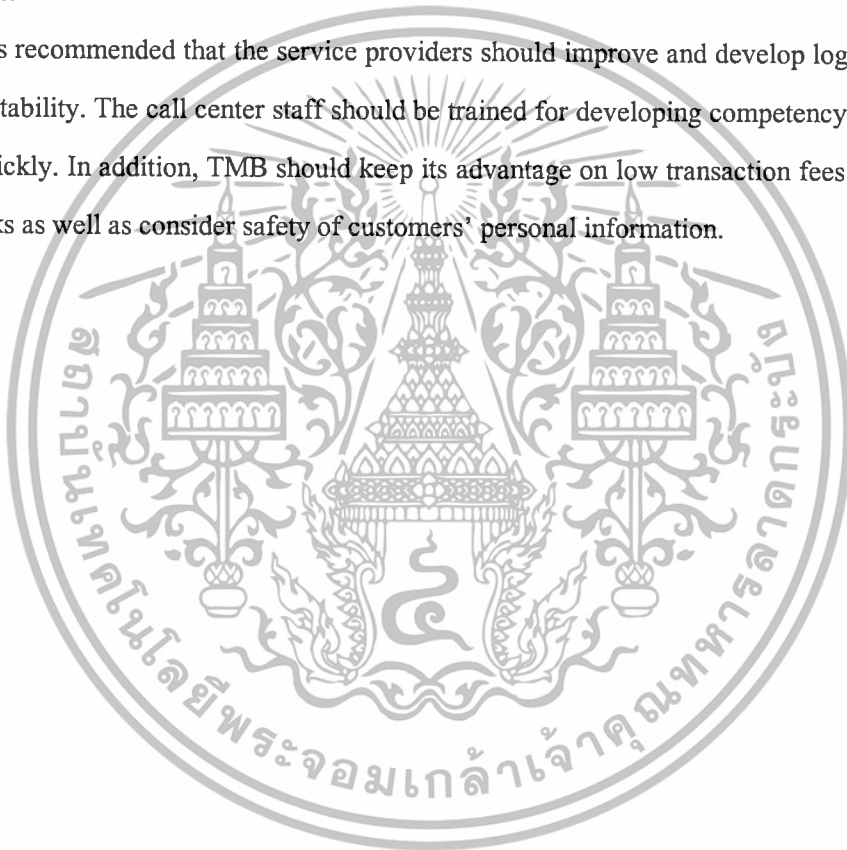 s recommended that the service providers should improve and develop log
tability. The call center staff should be trained for developing competency
ickly. In addition, TMB should keep its advantage on low transaction fees
ks as well as consider safety of customers’ personal information.
สถาบันเทคโนโลยีพระจอมเกล้าเจ้าคุณทหารลาดกระบัง